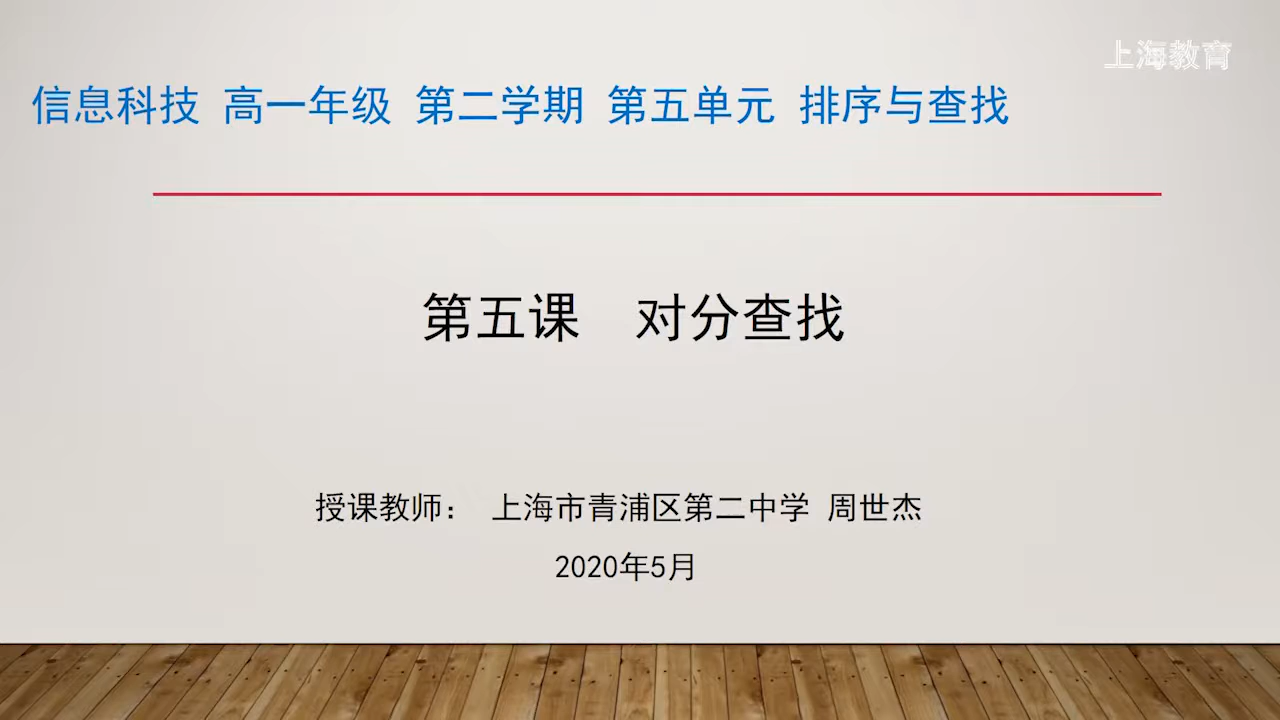 上海教育
信息科技 高一年级 第二学期 第五单元 排序与查找
第五课 对分查找
授课教师： 上海市青浦区第二中学 周世杰
2020年5月